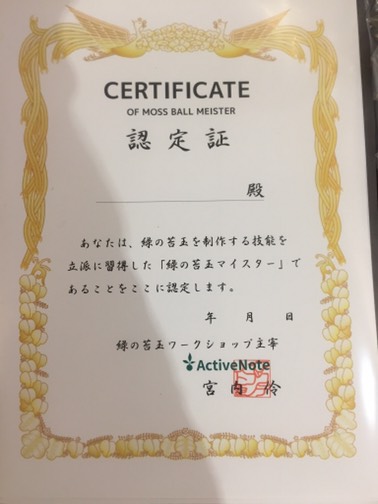 CERTIFICATE
OF MOSS BALL MEISTER
認定証
殿
あなたは、緑の苔玉を制作する技能を
立派に習得した「緑の苔玉マイスター」で
あることをここに認定します。
年 月 日
緑の苔玉ワークショップ主宰
ActiveNote
宮内 伶